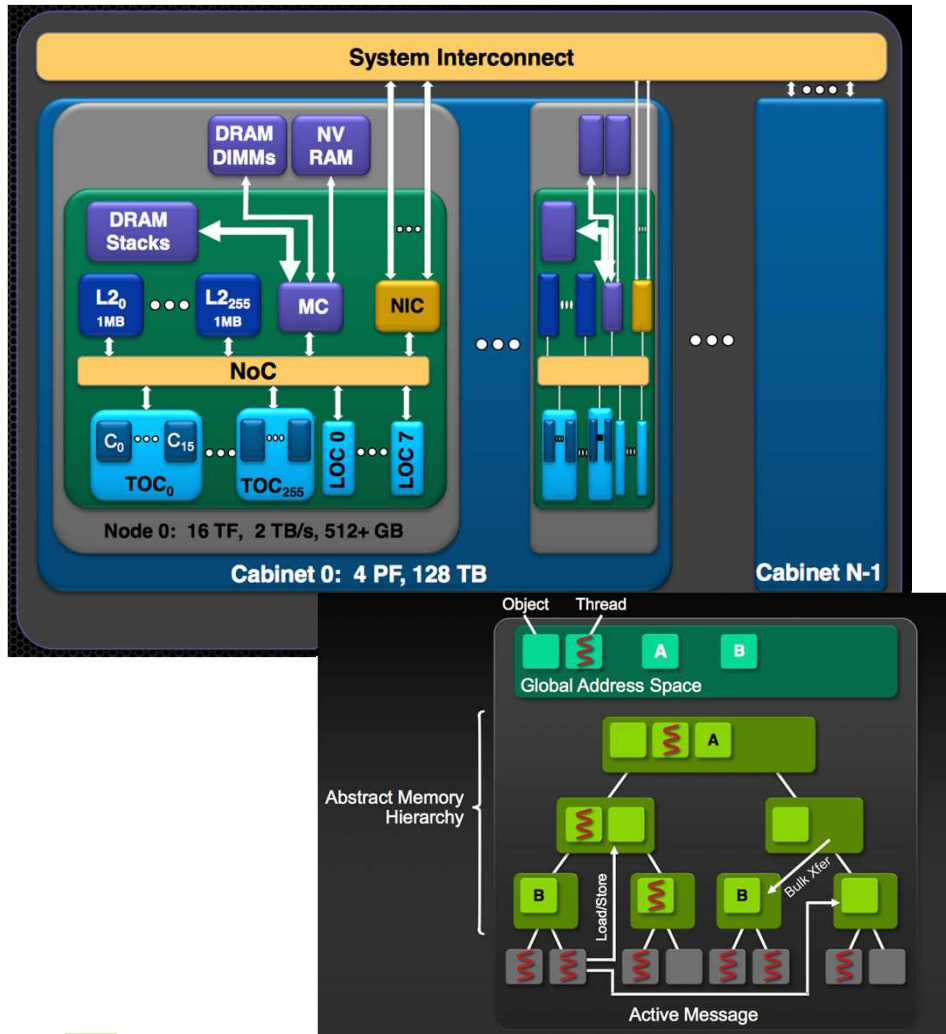 System Interconnect
DRAM
DIMMs
NV
RAM
DRAM
Stacks
L2₀
1MB
L2₂₅₅
1MB
MC
NIC
NoC
C₀
C₁₅
TOC₀
TOC₂₅₅
LOC 0
LOC 7
Node 0: 16 TF, 2 TB/s, 512+ GB
Cabinet 0: 4 PF, 128 TB
Cabinet N-1
Object
Thread
A
B
Global Address Space
A
Abstract Memory
Hierarchy
B
Load/Store
B
Bulk Xfer
Active Message